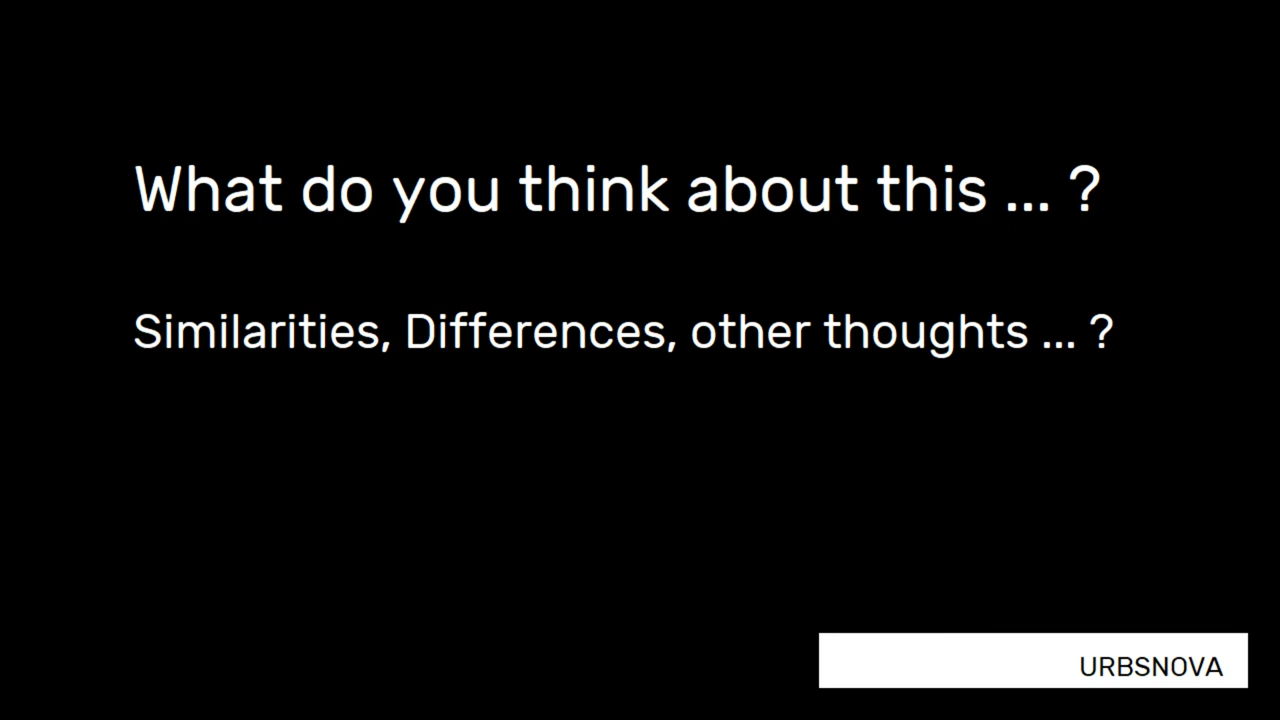 What do you think about this ... ?
Similarities, Differences, other thoughts ... ?
URBSNOVA